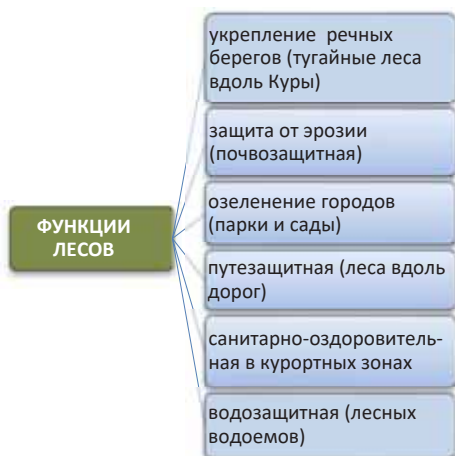 укрепление речных
берегов (тугайные леса
вдоль Куры)
защита от эрозии
(почвозащитная)
озеленение городов
(парки и сады)
ФУНКЦИИ
ЛЕСОВ
путезащитная (леса вдоль
дорог)
санитарно-оздоровитель-
ная в курортных зонах
водозащитная (лесных
водоемов)